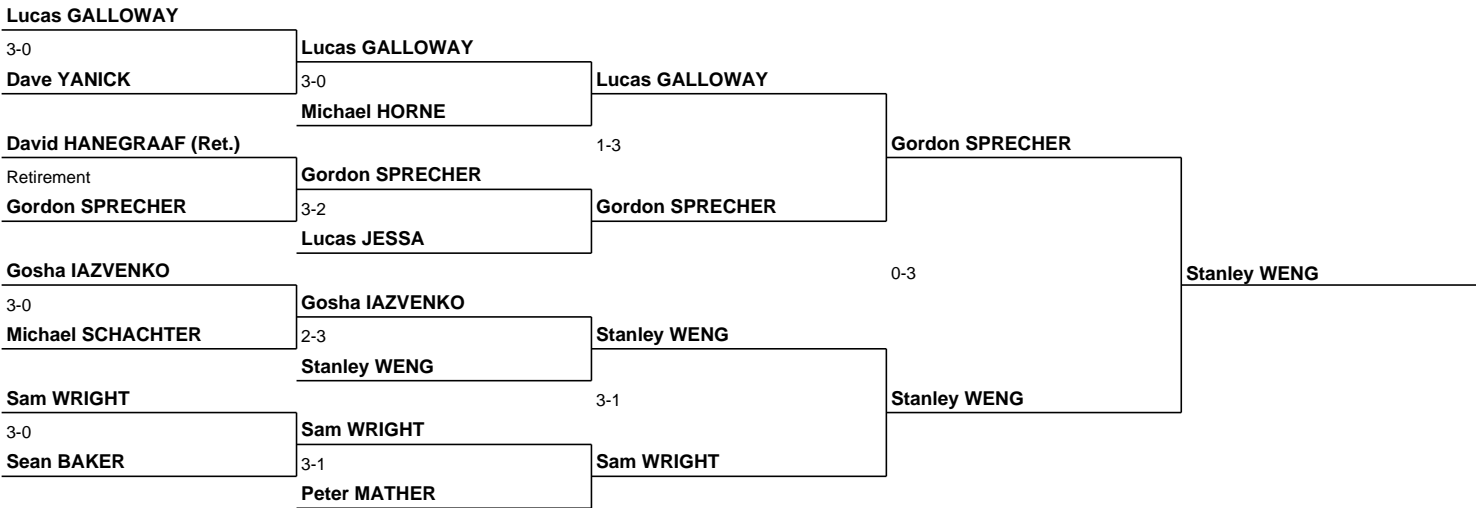 Lucas GALLOWAY
3-0
Dave YANICK
Lucas GALLOWAY
3-0
Michael HORNE
Lucas GALLOWAY
David HANEGRAAF (Ret.)
Retirement
Gordon SPRECHER
Gordon SPRECHER
3-2
Lucas JESSA
1-3
Gordon SPRECHER
Gordon SPRECHER
Gosha IAZVENKO
3-0
Michael SCHACHTER
Gosha IAZVENKO
2-3
Stanley WENG
Stanley WENG
Sam WRIGHT
3-0
Sean BAKER
Sam WRIGHT
3-1
Peter MATHER
3-1
Sam WRIGHT
Stanley WENG
0-3
Stanley WENG